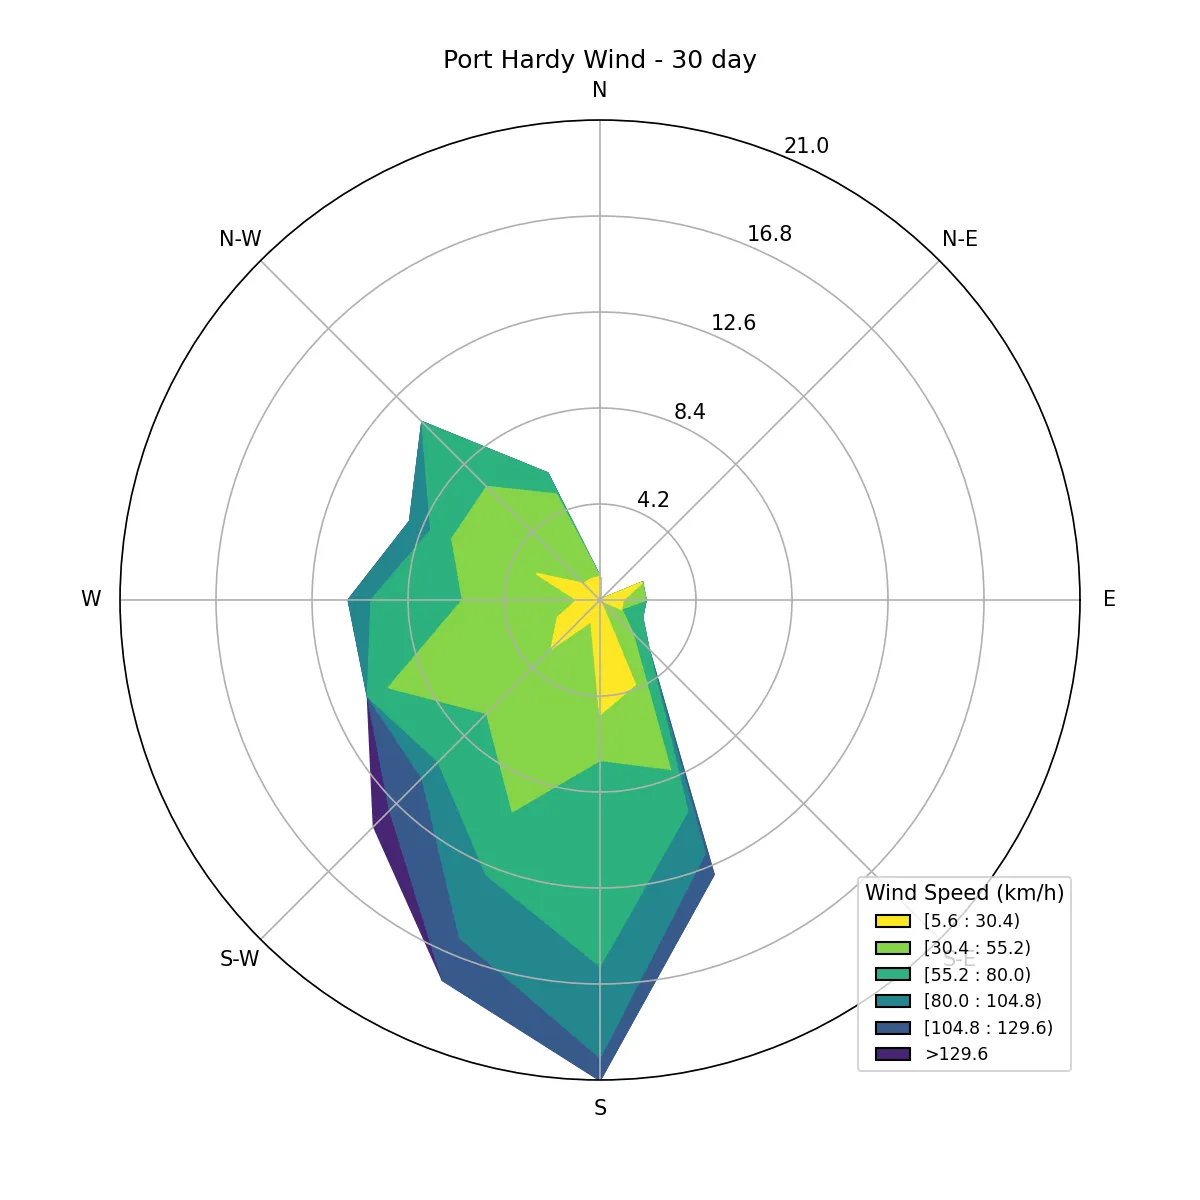 Port Hardy Wind - 30 day
N
21.0
16.8
N-W
N-E
12.6
8.4
4.2
W
E
Wind Speed (km/h)
[5.6 : 30.4)
[30.4 : 55.2)
S-W
S-E
[55.2 : 80.0)
[80.0 : 104.8)
[104.8 : 129.6)
>129.6
S